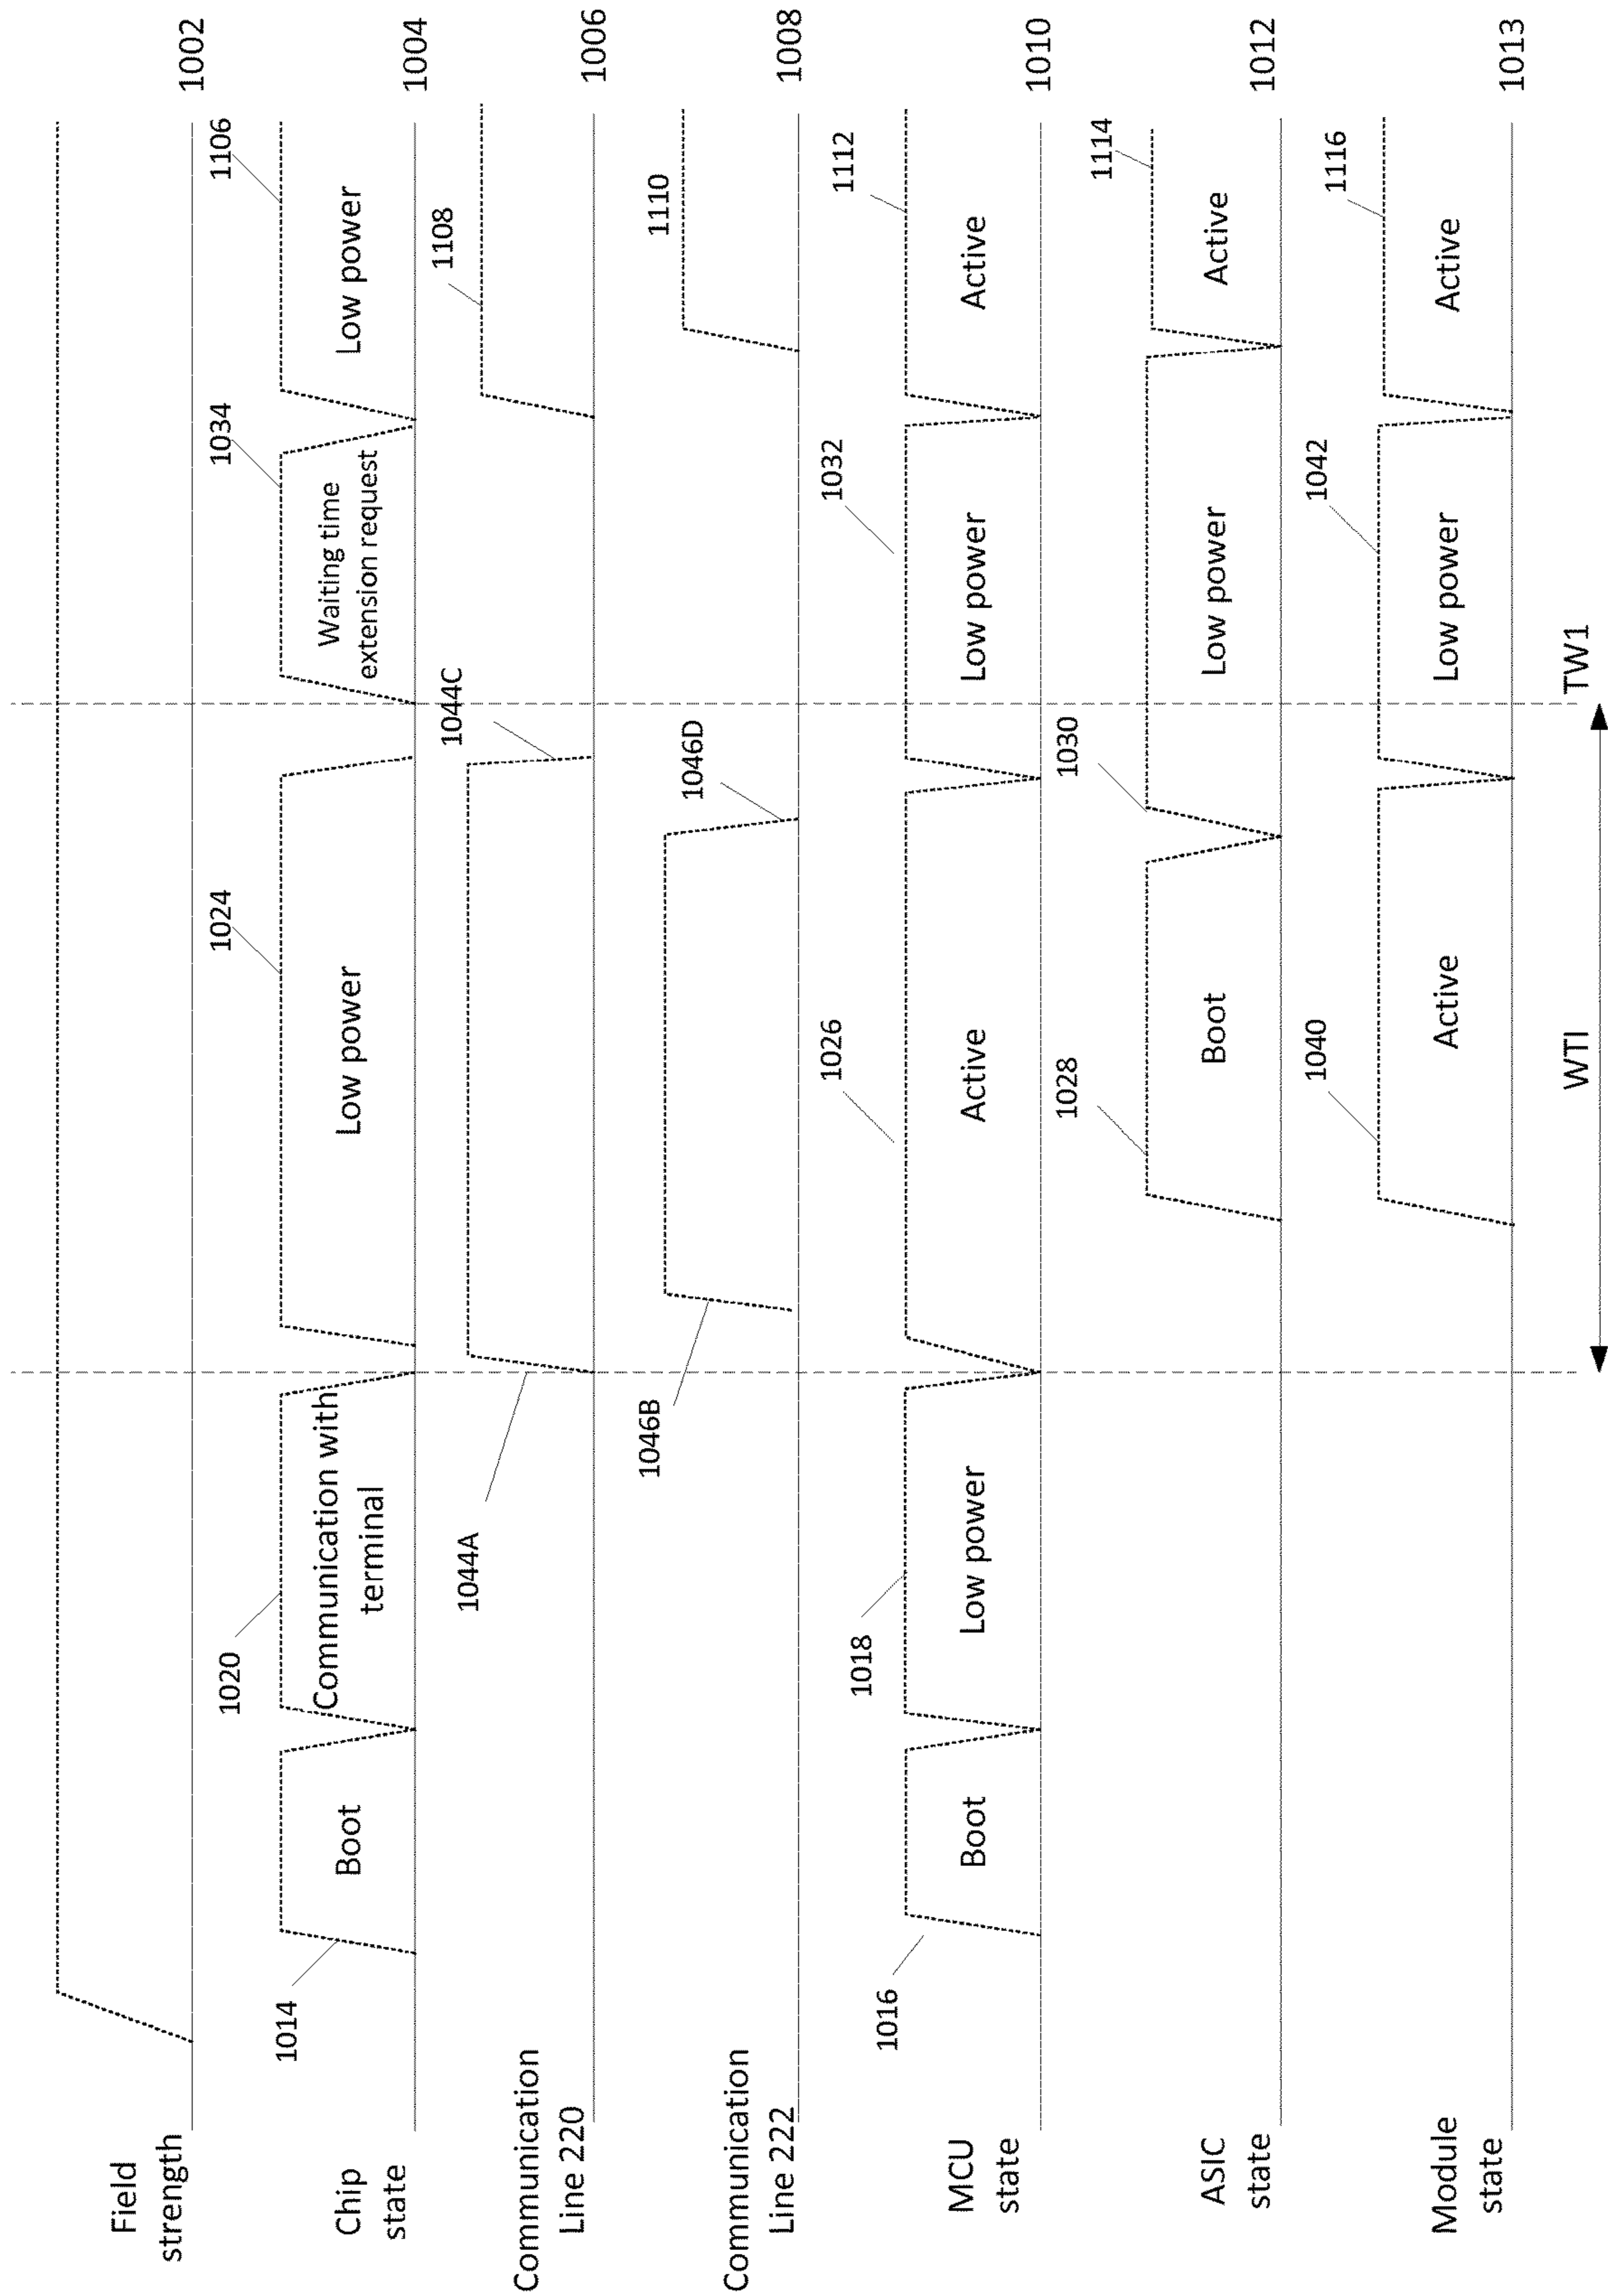 Field
strength
1002
Chip
state
1014
Boot
1020
Communication with
terminal
1024
Low power
1034
Waiting time
extension request
1106
Low power
1004
Communication
Line 220
1044A
1044C
1108
1006
Communication
Line 222
1046B
1046D
1110
1008
MCU
state
1016
Boot
1018
Low power
1026
Active
1032
Low power
1112
Active
1010
ASIC
state
1028
Boot
1030
Low power
1114
Active
1012
Module
state
1040
Active
1042
Low power
1116
Active
1013
WTI
TW1